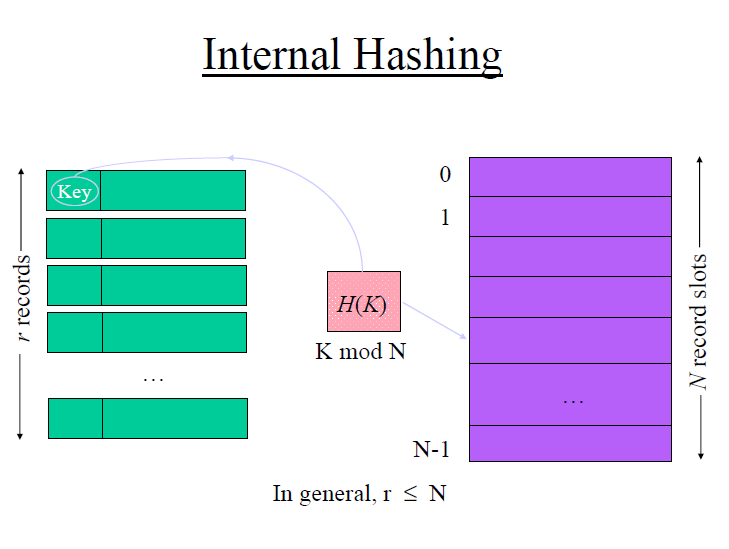 Internal Hashing
Key
r records
...
H(K)
K mod N
0
1
...
N-1
N record slots
In general, r ≤ N